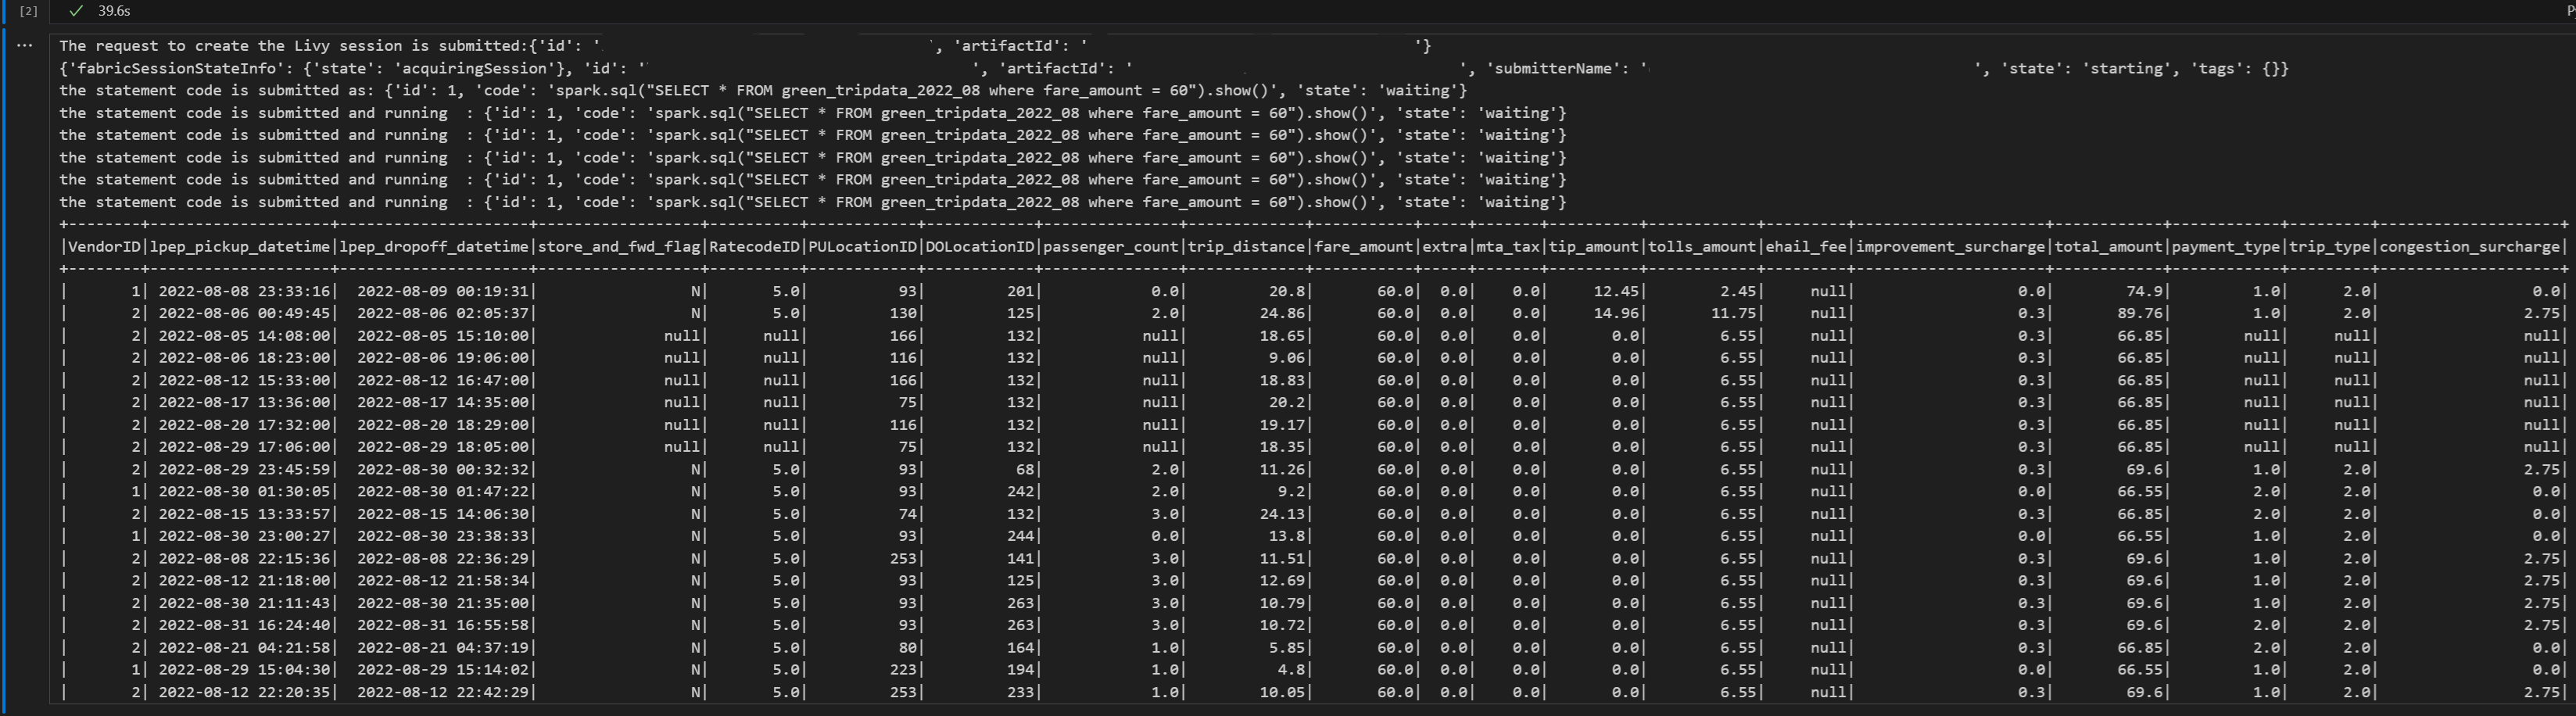 [2] ✓ 39.6s P
... The request to create the Livy session is submitted:{'id': ' ', 'artifactId': ' '}
{'fabricSessionStateInfo': {'state': 'acquiringSession'}, 'id': ' ', 'artifactId': ' ', 'submitterName': ' ', 'state': 'starting', 'tags': {}}
the statement code is submitted as: {'id': 1, 'code': 'spark.sql("SELECT * FROM green_tripdata_2022_08 where fare_amount = 60").show()', 'state': 'waiting'}
the statement code is submitted and running  : {'id': 1, 'code': 'spark.sql("SELECT * FROM green_tripdata_2022_08 where fare_amount = 60").show()', 'state': 'waiting'}
the statement code is submitted and running  : {'id': 1, 'code': 'spark.sql("SELECT * FROM green_tripdata_2022_08 where fare_amount = 60").show()', 'state': 'waiting'}
the statement code is submitted and running  : {'id': 1, 'code': 'spark.sql("SELECT * FROM green_tripdata_2022_08 where fare_amount = 60").show()', 'state': 'waiting'}
the statement code is submitted and running  : {'id': 1, 'code': 'spark.sql("SELECT * FROM green_tripdata_2022_08 where fare_amount = 60").show()', 'state': 'waiting'}
the statement code is submitted and running  : {'id': 1, 'code': 'spark.sql("SELECT * FROM green_tripdata_2022_08 where fare_amount = 60").show()', 'state': 'waiting'}
+--------+--------------------+---------------------+------------------+----------+------------+------------+---------------+-------------+-----------+-----+-------+----------+------------+---------+---------------------+------------+------------+---------+--------------------+
|VendorID|lpep_pickup_datetime|lpep_dropoff_datetime|store_and_fwd_flag|RatecodeID|PULocationID|DOLocationID|passenger_count|trip_distance|fare_amount|extra|mta_tax|tip_amount|tolls_amount|ehail_fee|improvement_surcharge|total_amount|payment_type|trip_type|congestion_surcharge|
+--------+--------------------+---------------------+------------------+----------+------------+------------+---------------+-------------+-----------+-----+-------+----------+------------+---------+---------------------+------------+------------+---------+--------------------+
| 1| 2022-08-08 23:33:16| 2022-08-09 00:19:31| N| 5.0| 93| 201| 0.0| 20.8| 60.0| 0.0| 0.0| 12.45| 2.45| null| 0.0| 74.9| 1.0| 2.0| 0.0|
| 2| 2022-08-06 00:49:45| 2022-08-06 02:05:37| N| 5.0| 130| 125| 2.0| 24.86| 60.0| 0.0| 0.0| 14.96| 11.75| null| 0.3| 89.76| 1.0| 2.0| 2.75|
| 2| 2022-08-05 14:08:00| 2022-08-05 15:10:00| null| null| 166| 132| null| 18.65| 60.0| 0.0| 0.0| 0.0| 6.55| null| 0.3| 66.85| null| null| null|
| 2| 2022-08-06 18:23:00| 2022-08-06 19:06:00| null| null| 116| 132| null| 9.06| 60.0| 0.0| 0.0| 0.0| 6.55| null| 0.3| 66.85| null| null| null|
| 2| 2022-08-12 15:33:00| 2022-08-12 16:47:00| null| null| 166| 132| null| 18.83| 60.0| 0.0| 0.0| 0.0| 6.55| null| 0.3| 66.85| null| null| null|
| 2| 2022-08-17 13:36:00| 2022-08-17 14:35:00| null| null| 75| 132| null| 20.2| 60.0| 0.0| 0.0| 0.0| 6.55| null| 0.3| 66.85| null| null| null|
| 2| 2022-08-20 17:32:00| 2022-08-20 18:29:00| null| null| 116| 132| null| 19.17| 60.0| 0.0| 0.0| 0.0| 6.55| null| 0.3| 66.85| null| null| null|
| 2| 2022-08-29 17:06:00| 2022-08-29 18:05:00| null| null| 75| 132| null| 18.35| 60.0| 0.0| 0.0| 0.0| 6.55| null| 0.3| 66.85| null| null| null|
| 2| 2022-08-29 23:45:59| 2022-08-30 00:32:32| N| 5.0| 93| 68| 2.0| 11.26| 60.0| 0.0| 0.0| 0.0| 6.55| null| 0.3| 69.6| 1.0| 2.0| 2.75|
| 1| 2022-08-30 01:30:05| 2022-08-30 01:47:22| N| 5.0| 93| 242| 2.0| 9.2| 60.0| 0.0| 0.0| 0.0| 6.55| null| 0.0| 66.55| 2.0| 2.0| 0.0|
| 2| 2022-08-15 13:33:57| 2022-08-15 14:06:30| N| 5.0| 74| 132| 3.0| 24.13| 60.0| 0.0| 0.0| 0.0| 6.55| null| 0.3| 66.85| 2.0| 2.0| 0.0|
| 1| 2022-08-30 23:00:27| 2022-08-30 23:38:33| N| 5.0| 93| 244| 0.0| 13.8| 60.0| 0.0| 0.0| 0.0| 6.55| null| 0.0| 66.55| 2.0| 2.0| 0.0|
| 2| 2022-08-08 22:15:36| 2022-08-08 22:36:29| N| 5.0| 253| 141| 3.0| 11.51| 60.0| 0.0| 0.0| 0.0| 6.55| null| 0.3| 69.6| 1.0| 2.0| 2.75|
| 2| 2022-08-12 21:18:00| 2022-08-12 21:58:34| N| 5.0| 93| 125| 3.0| 12.69| 60.0| 0.0| 0.0| 0.0| 6.55| null| 0.3| 69.6| 1.0| 2.0| 2.75|
| 2| 2022-08-30 21:11:43| 2022-08-30 21:35:00| N| 5.0| 93| 263| 3.0| 10.79| 60.0| 0.0| 0.0| 0.0| 6.55| null| 0.3| 69.6| 1.0| 2.0| 2.75|
| 2| 2022-08-31 16:24:40| 2022-08-31 16:55:58| N| 5.0| 93| 263| 3.0| 10.72| 60.0| 0.0| 0.0| 0.0| 6.55| null| 0.3| 69.6| 2.0| 2.0| 2.75|
| 2| 2022-08-21 04:21:58| 2022-08-21 04:37:19| N| 5.0| 80| 164| 1.0| 5.85| 60.0| 0.0| 0.0| 0.0| 6.55| null| 0.3| 66.85| 2.0| 2.0| 0.0|
| 1| 2022-08-29 15:04:30| 2022-08-29 15:14:02| N| 5.0| 223| 194| 1.0| 4.8| 60.0| 0.0| 0.0| 0.0| 6.55| null| 0.0| 66.55| 1.0| 2.0| 0.0|
| 2| 2022-08-12 22:20:35| 2022-08-12 22:42:29| N| 5.0| 253| 233| 1.0| 10.05| 60.0| 0.0| 0.0| 0.0| 6.55| null| 0.3| 69.6| 1.0| 2.0| 2.75|